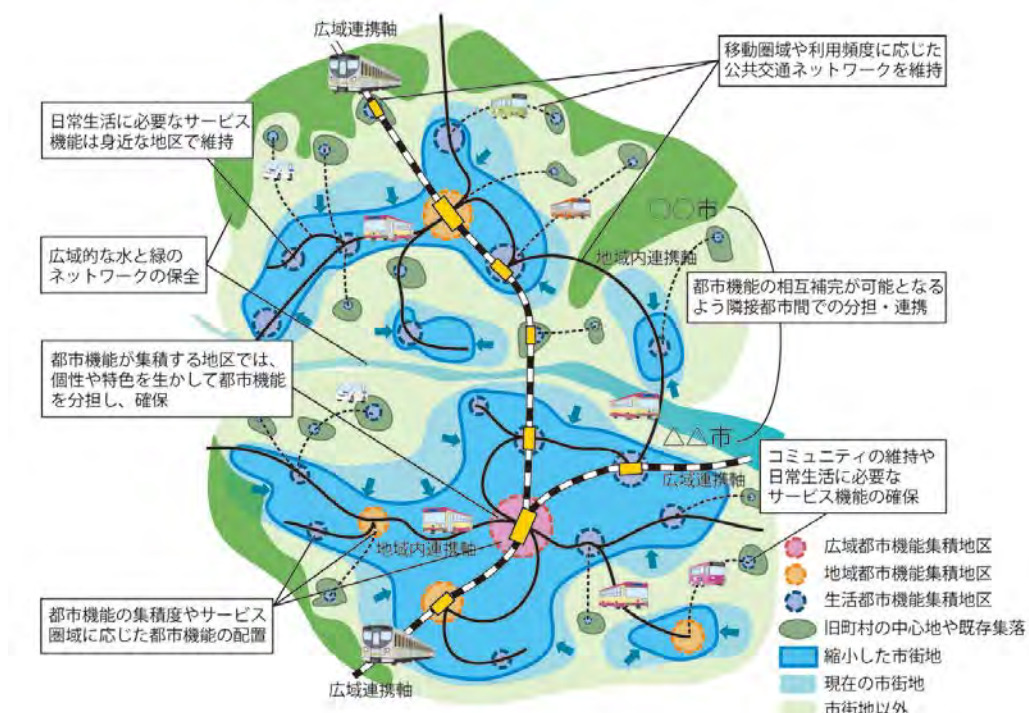 広域連携軸
移動圏域や利用頻度に応じた
公共交通ネットワークを維持
日常生活に必要なサービス
機能は身近な地区で維持
○○市
広域的な水と緑の
ネットワークの保全
地域内連携軸
都市機能の相互補完が可能となる
よう隣接都市間での分担・連携
都市機能が集積する地区では、
個性や特色を生かして都市機能
を分担し、確保
△△市
広域連携軸
コミュニティの維持や
日常生活に必要な
サービス機能の確保
地域内連携軸
都市機能の集積度やサービス
圏域に応じた都市機能の配置
広域連携軸
広域都市機能集積地区
地域都市機能集積地区
生活都市機能集積地区
旧町村の中心地や既存集落
縮小した市街地
現在の市街地
市街地以外